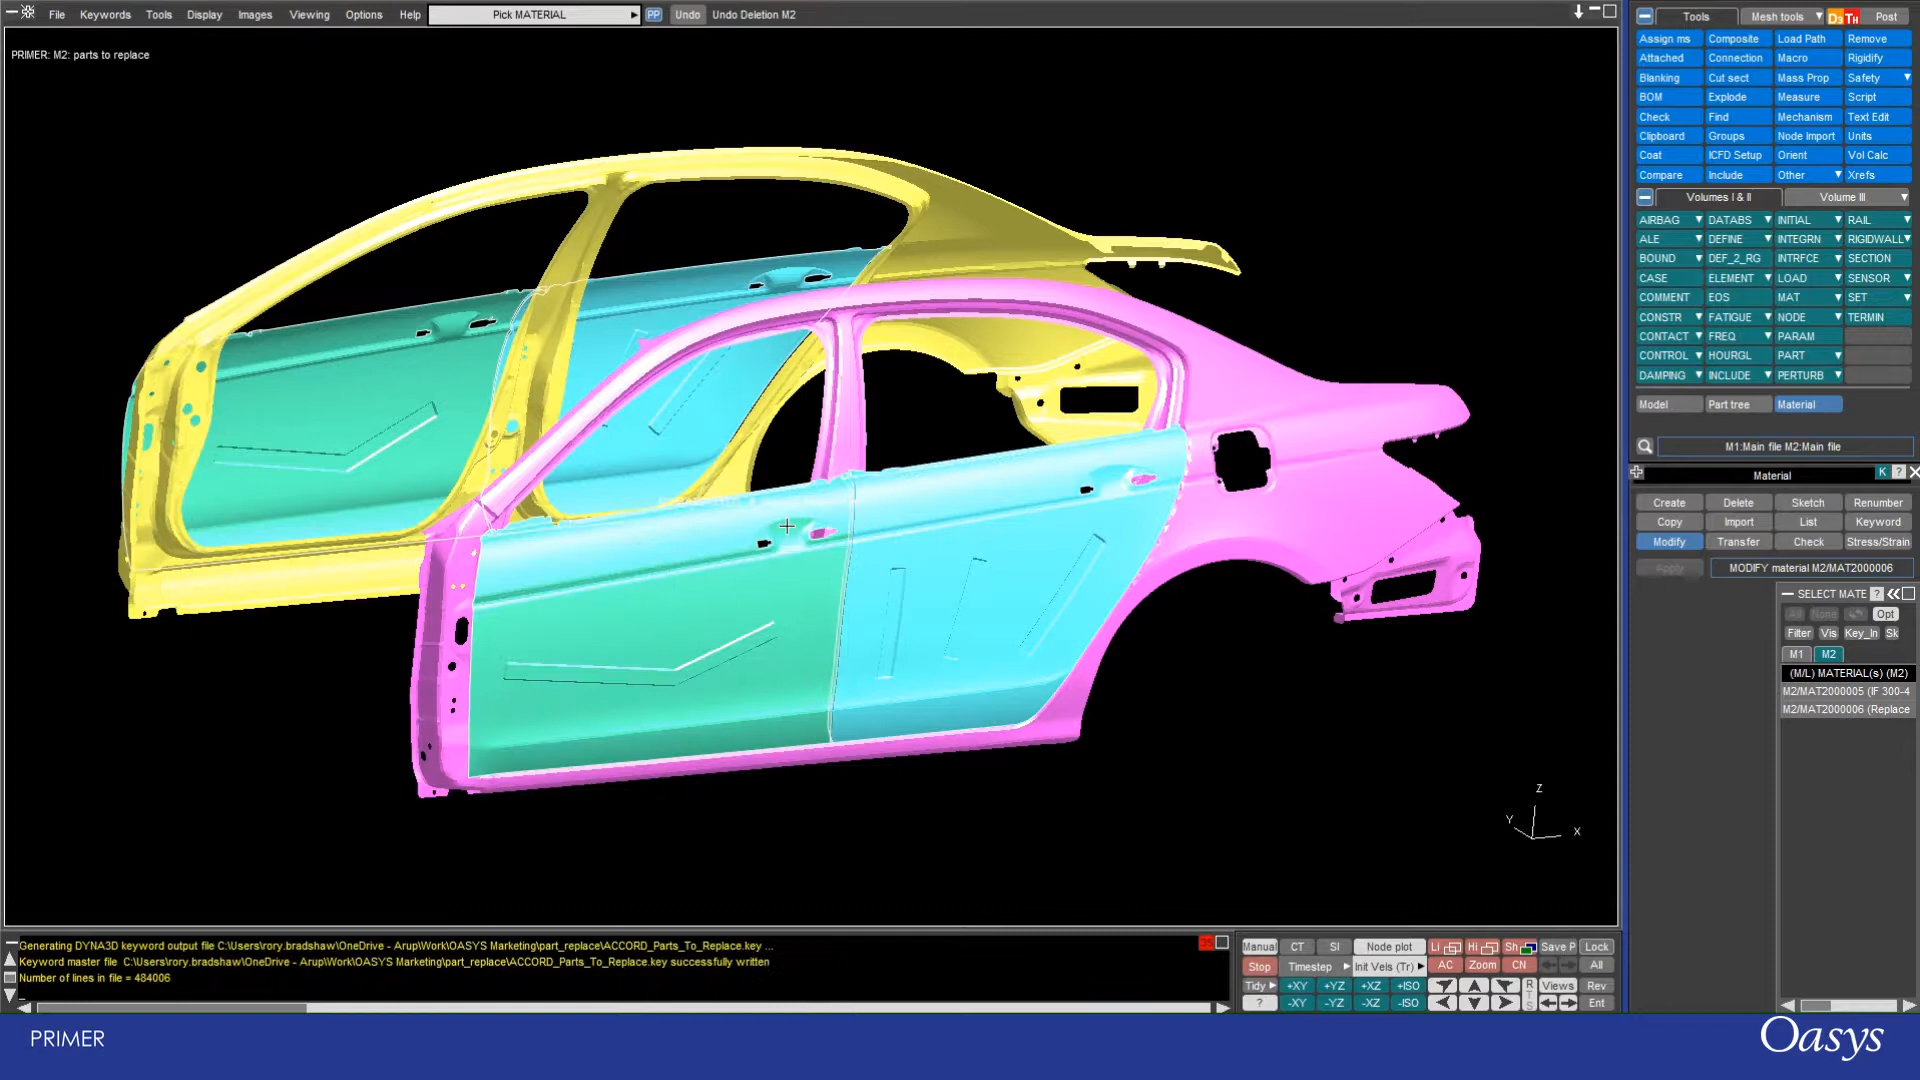 File Keywords Tools Display Images Viewing Options Help Pick MATERIAL PP Undo Undo Deletion M2
PRIMER: M2: parts to replace
Z
Y
X
Tools Mesh tools D3 TH Post
Assign ms Composite Load Path Remove
Attached Connection Macro Rigidify
Blanking Cut sect Mass Prop Safety
BOM Explode Measure Script
Check Find Mechanism Text Edit
Clipboard Groups Node Import Units
Coat ICFD Setup Orient Vol Calc
Compare Include Other Xrefs
Volumes I & II Volume III
AIRBAG DATABS INITIAL RAIL
ALE DEFINE INTEGRN RIGIDWALL
BOUND DEF_2_RG INTRFCE SECTION
CASE ELEMENT LOAD SENSOR
COMMENT EOS MAT SET
CONSTR FATIGUE NODE TERMIN
CONTACT FREQ PARAM
CONTROL HOURGL PART
DAMPING INCLUDE PERTURB
Model Part tree Material
M1:Main file M2:Main file
Material K ? X
Create Delete Sketch Renumber
Copy Import List Keyword
Modify Transfer Check Stress/Strain
Apply MODIFY material M2/MAT2000006
SELECT MATE ?
All None Opt
Filter Vis Key_In Sk
M1 M2
(M/L) MATERIAL(s) (M2)
M2/MAT2000005 (IF 300-4
M2/MAT2000006 (Replace
Generating DYNA3D keyword output file C:\Users\rory.bradshaw\OneDrive - Arup\Work\OASYS Marketing\part_replace\ACCORD_Parts_To_Replace.key ...
Keyword master file C:\Users\rory.bradshaw\OneDrive - Arup\Work\OASYS Marketing\part_replace\ACCORD_Parts_To_Replace.key successfully written
Number of lines in file = 484006
Manual CT SI Node plot Li Hi Sh Save P Lock
Stop Timestep Init Vels (Tr) AC Zoom CN All
Tidy +XY +YZ +XZ +ISO R Views Rev
? -XY -YZ -XZ -ISO T S Ent
PRIMER
Oasys